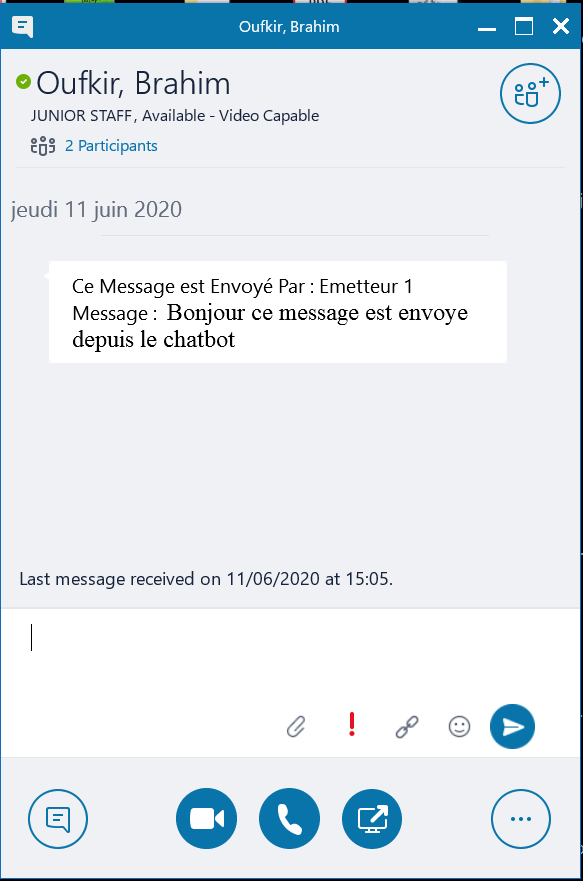 Oufkir, Brahim
Oufkir, Brahim
JUNIOR STAFF, Available - Video Capable
2 Participants
jeudi 11 juin 2020
Ce Message est Envoyé Par : Emetteur 1
Message : Bonjour ce message est envoye
depuis le chatbot
Last message received on 11/06/2020 at 15:05.